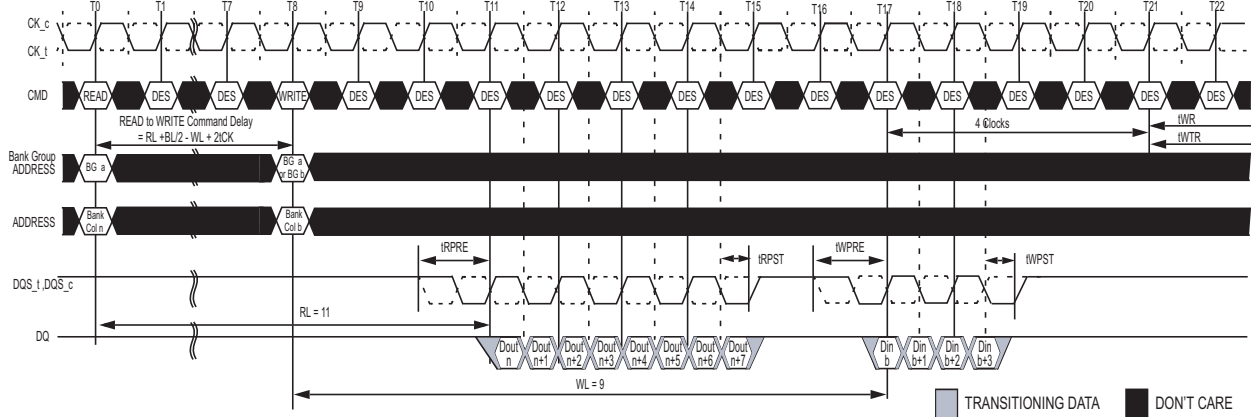 T0 T1 T7 T8 T9 T10 T11 T12 T13 T14 T15 T16 T17 T18 T19 T20 T21 T22
CK_c
CK_t
CMD READ DES DES WRITE DES DES DES DES DES DES DES DES DES DES DES DES DES DES
READ to WRITE Command Delay
= RL +BL/2 - WL + 2tCK
4 Clocks
tWR
tWTR
Bank Group
ADDRESS
BG a
BG a
or BG b
ADDRESS
Bank
Col n
Bank
Col b
tRPRE tRPST tWPRE tWPST
DQS_t ,DQS_c
RL = 11
DQ
Dout
n
Dout
n+1
Dout
n+2
Dout
n+3
Dout
n+4
Dout
n+5
Dout
n+6
Dout
n+7
Din
b
Din
b+1
Din
b+2
Din
b+3
WL = 9
TRANSITIONING DATA
DON'T CARE